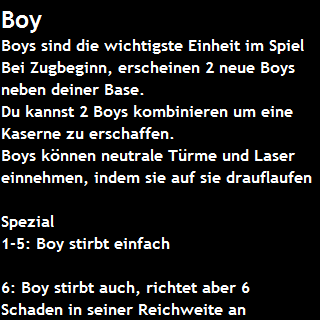 Boy
Boys sind die wichtigste Einheit im Spiel
Bei Zugbeginn, erscheinen 2 neue Boys
neben deiner Base.
Du kannst 2 Boys kombinieren um eine
Kaserne zu erschaffen.
Boys können neutrale Türme und Laser
einnehmen, indem sie auf sie drauflaufen
Spezial
1-5: Boy stirbt einfach
6: Boy stirbt auch, richtet aber 6
Schaden in seiner Reichweite an